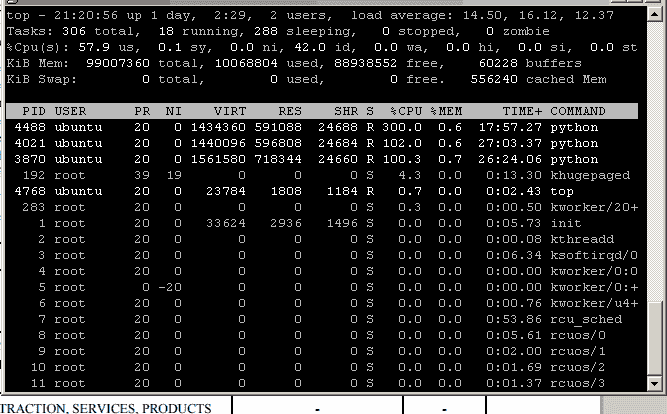 top - 21:20:56 up 1 day,  2:29,  2 users,  load average: 14.50, 16.12, 12.37
Tasks: 306 total,  18 running, 288 sleeping,   0 stopped,   0 zombie
%Cpu(s): 57.9 us,  0.1 sy,  0.0 ni, 42.0 id,  0.0 wa,  0.0 hi,  0.0 si,  0.0 st
KiB Mem:  99007360 total, 10068804 used, 88938552 free,    60228 buffers
KiB Swap:        0 total,        0 used,        0 free.   556240 cached Mem
PID USER      PR  NI    VIRT    RES    SHR S  %CPU %MEM     TIME+ COMMAND
4488 ubuntu    20   0 1434360 591088  24688 R 300.0  0.6  17:57.27 python
4021 ubuntu    20   0 1440096 596808  24684 R 102.0  0.6  27:03.37 python
3870 ubuntu    20   0 1561580 718344  24660 R 100.3  0.7  26:24.06 python
192 root      39  19       0      0      0 S   4.3  0.0   0:13.30 khugepaged
4768 ubuntu    20   0   23784   1808   1184 R   0.7  0.0   0:02.43 top
283 root      20   0       0      0      0 S   0.3  0.0   0:00.50 kworker/20+
1 root      20   0   33624   2936   1496 S   0.0  0.0   0:05.73 init
2 root      20   0       0      0      0 S   0.0  0.0   0:00.08 kthreadd
3 root      20   0       0      0      0 S   0.0  0.0   0:06.34 ksoftirqd/0
4 root      20   0       0      0      0 S   0.0  0.0   0:00.00 kworker/0:0
5 root       0 -20       0      0      0 S   0.0  0.0   0:00.00 kworker/0:+
6 root      20   0       0      0      0 S   0.0  0.0   0:00.76 kworker/u4+
7 root      20   0       0      0      0 S   0.0  0.0   0:53.86 rcu_sched
8 root      20   0       0      0      0 S   0.0  0.0   0:05.61 rcuos/0
9 root      20   0       0      0      0 S   0.0  0.0   0:02.00 rcuos/1
10 root      20   0       0      0      0 S   0.0  0.0   0:01.69 rcuos/2
11 root      20   0       0      0      0 S   0.0  0.0   0:01.37 rcuos/3
TRACTION, SERVICES, PRODUCTS - -